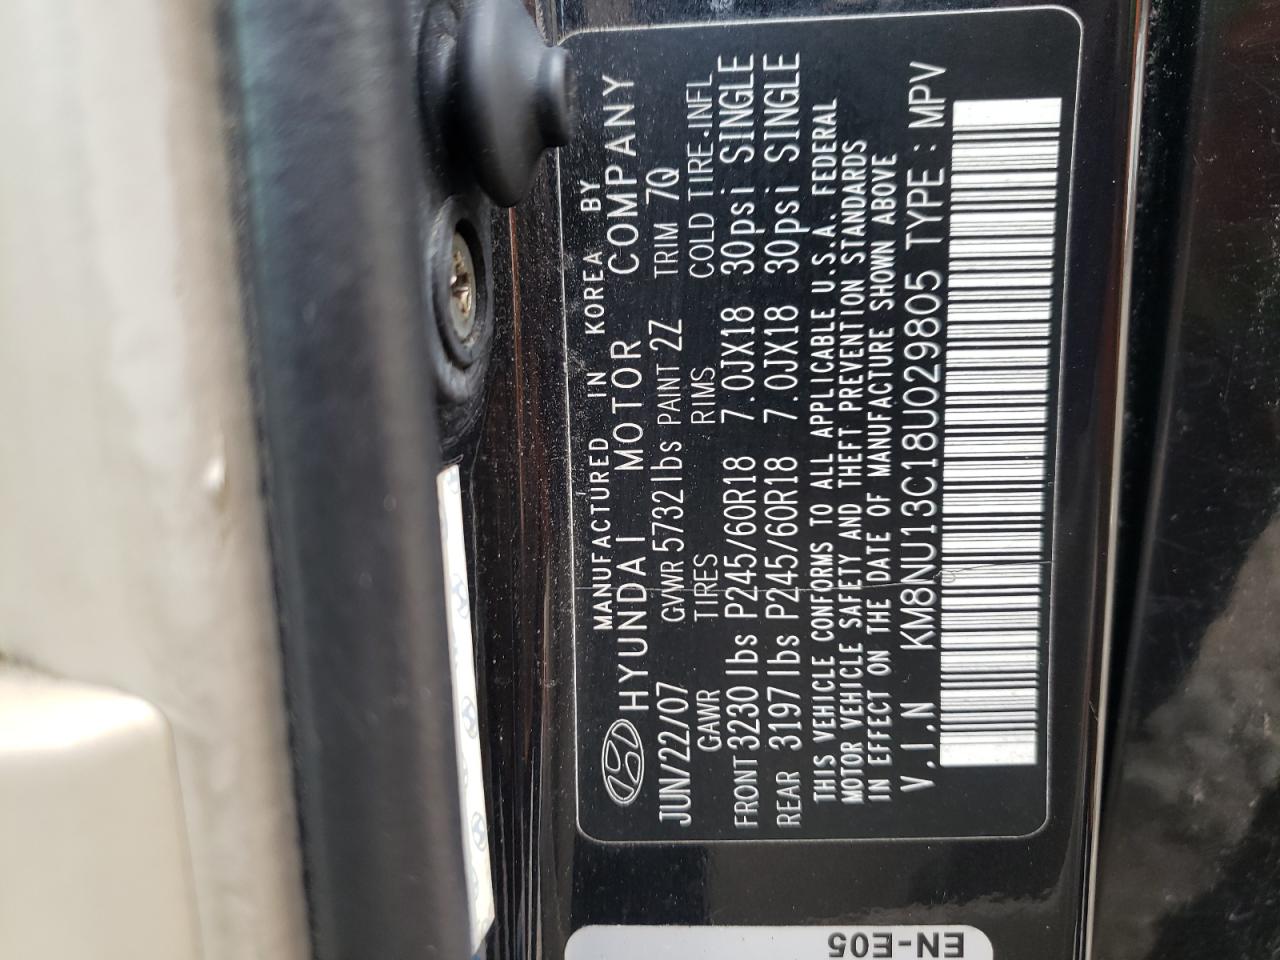 MANUFACTURED IN KOREA BY
HYUNDAI MOTOR COMPANY
JUN/22/07 GVWR 5732 lbs PAINT 2Z TRIM 7Q
GAWR TIRES RIMS COLD TIRE.INFL
FRONT 3230 lbs P245/60R18 7.0JX18 30psi SINGLE
REAR 3197 lbs P245/60R18 7.0JX18 30psi SINGLE
THIS VEHICLE CONFORMS TO ALL APPLICABLE U.S.A. FEDERAL
MOTOR VEHICLE SAFETY AND THEFT PREVENTION STANDARDS
IN EFFECT ON THE DATE OF MANUFACTURE SHOWN ABOVE
V.I.N KM8NU13C18U029805 TYPE : MPV
EN-E05